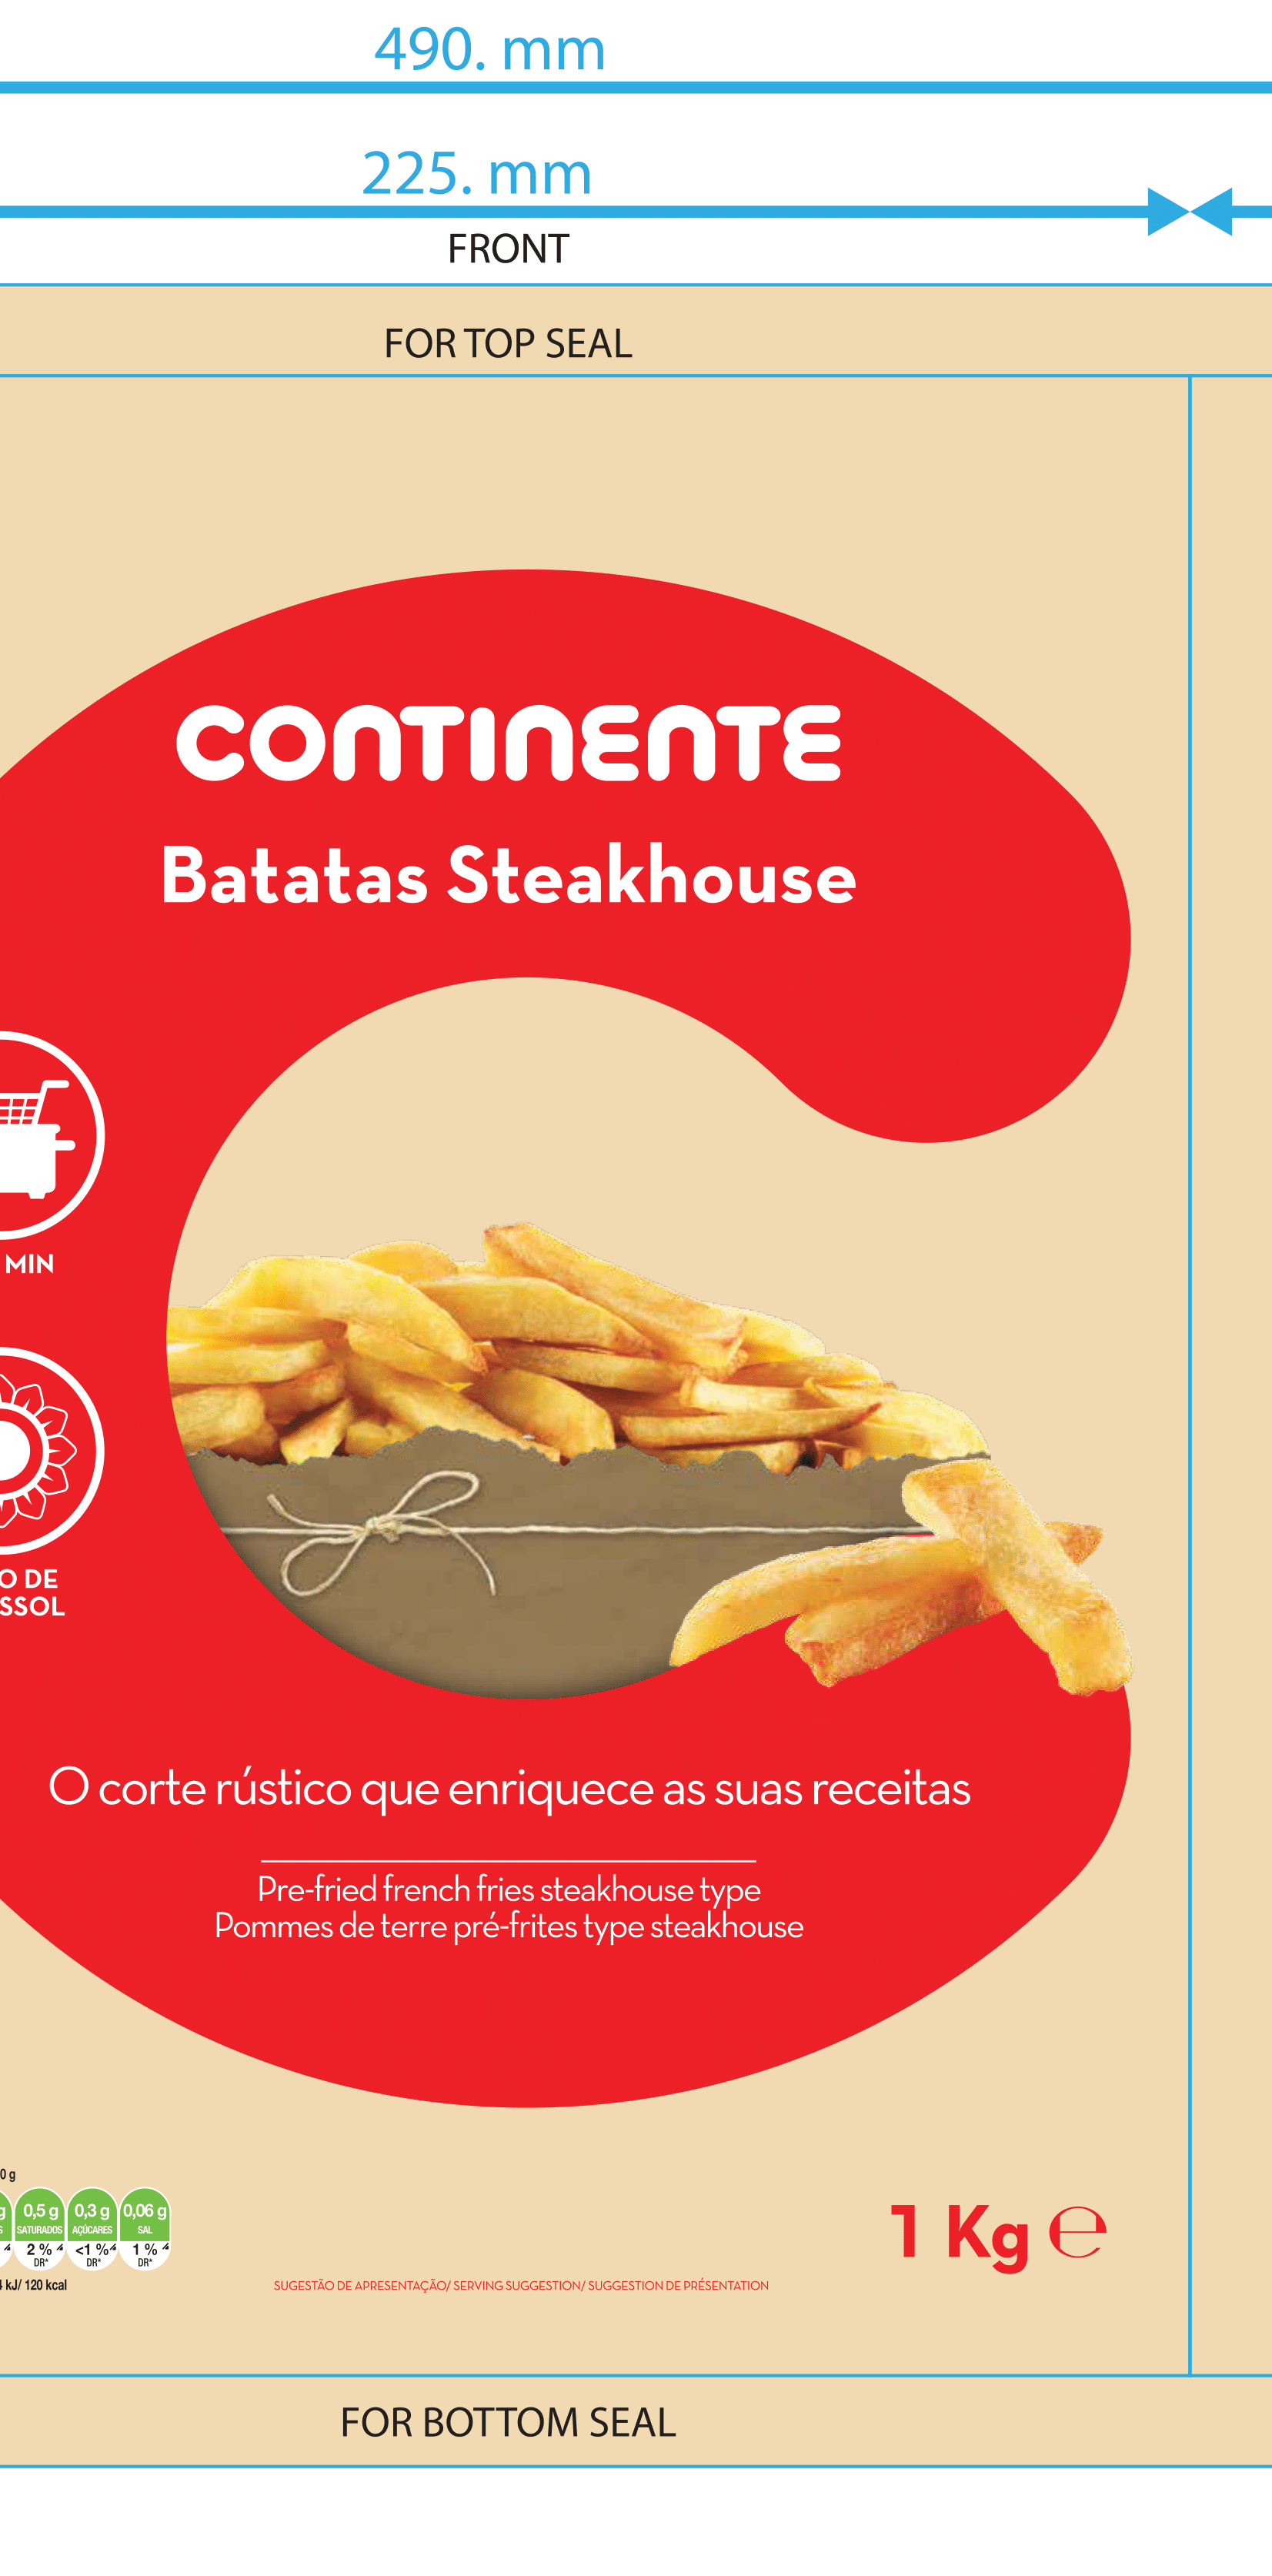 490. mm
225. mm
FRONT
FOR TOP SEAL
CONTINENTE
Batatas Steakhouse
MIN
O DE
SSOL
O corte rústico que enriquece as suas receitas
Pre-fried french fries steakhouse type
Pommes de terre pré-frites type steakhouse
0 g
g 0,5 g 0,3 g 0,06 g
S SATURADOS AÇÚCARES SAL
2 % <1 % 1 %
DR* DR* DR*
kJ/ 120 kcal
1 Kg ℮
SUGESTÃO DE APRESENTAÇÃO/ SERVING SUGGESTION/ SUGGESTION DE PRÉSENTATION
FOR BOTTOM SEAL